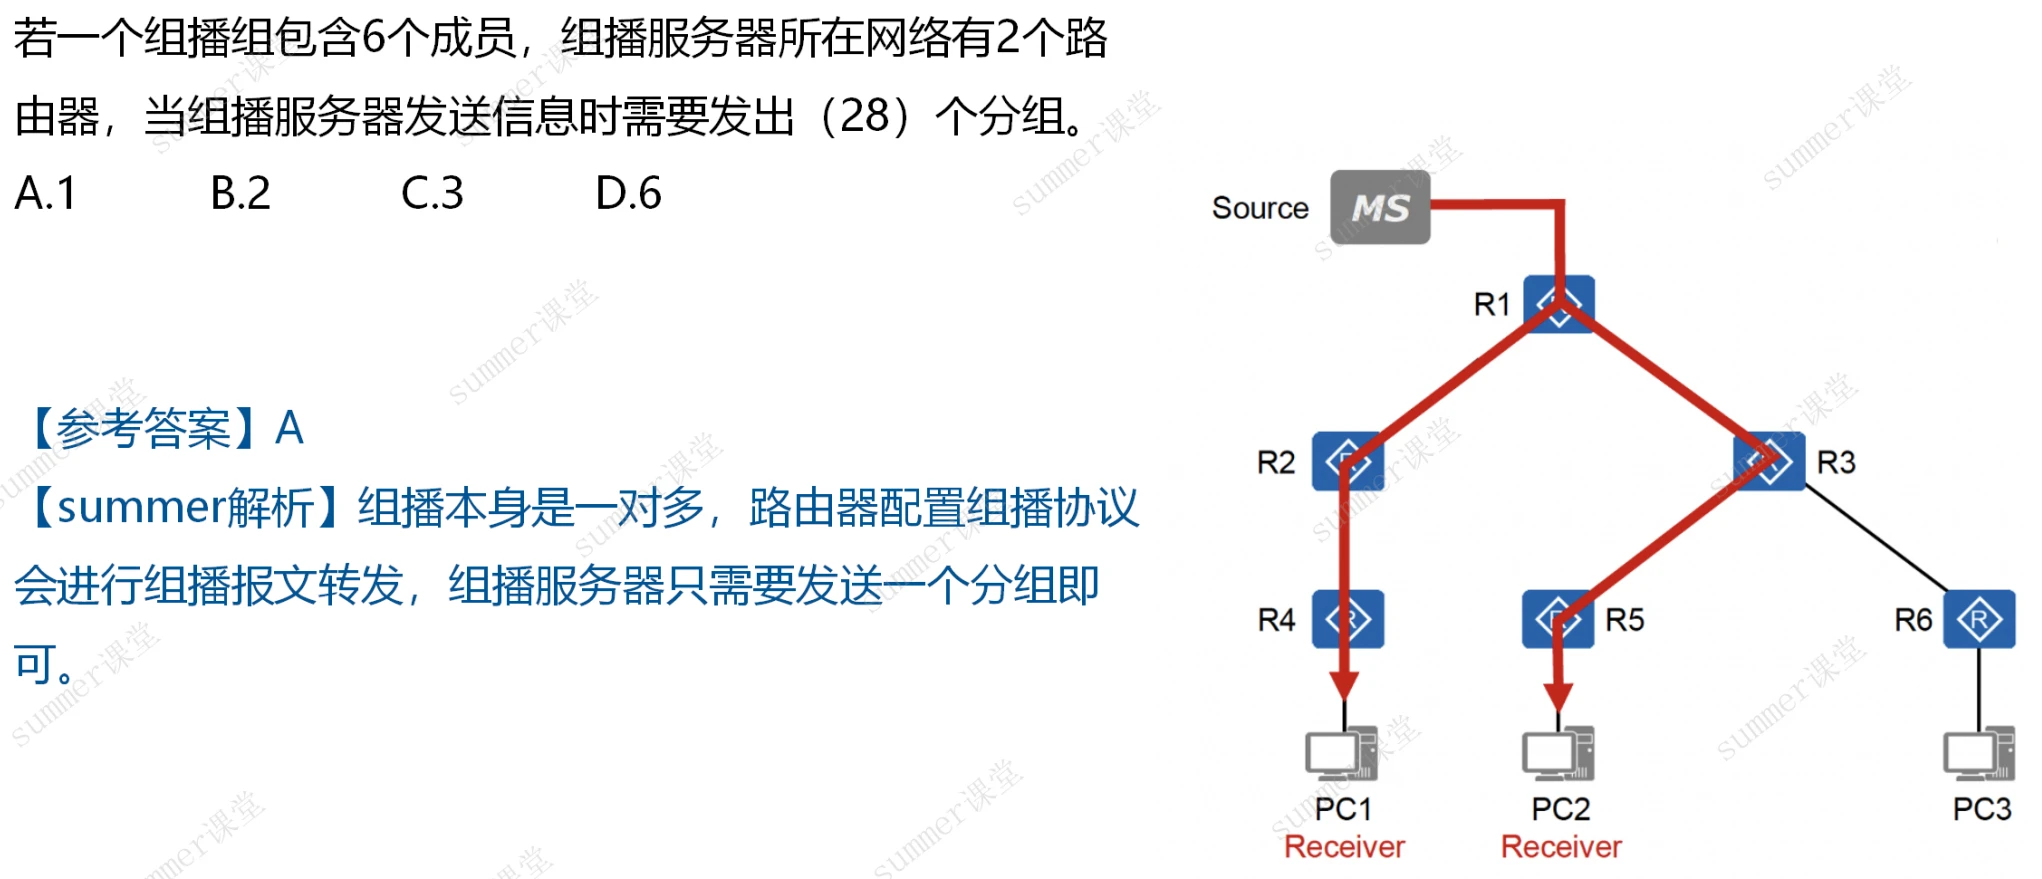 若一个组播组包含6个成员，组播服务器所在网络有2个路
由器，当组播服务器发送信息时需要发出（28）个分组。
A.1 B.2 C.3 D.6
【参考答案】A
【summer解析】组播本身是一对多，路由器配置组播协议
会进行组播报文转发，组播服务器只需要发送一个分组即
可。
Source MS
R1
R2 R3
R4 R5 R6 R
PC1 PC2 PC3
Receiver Receiver
summer课堂